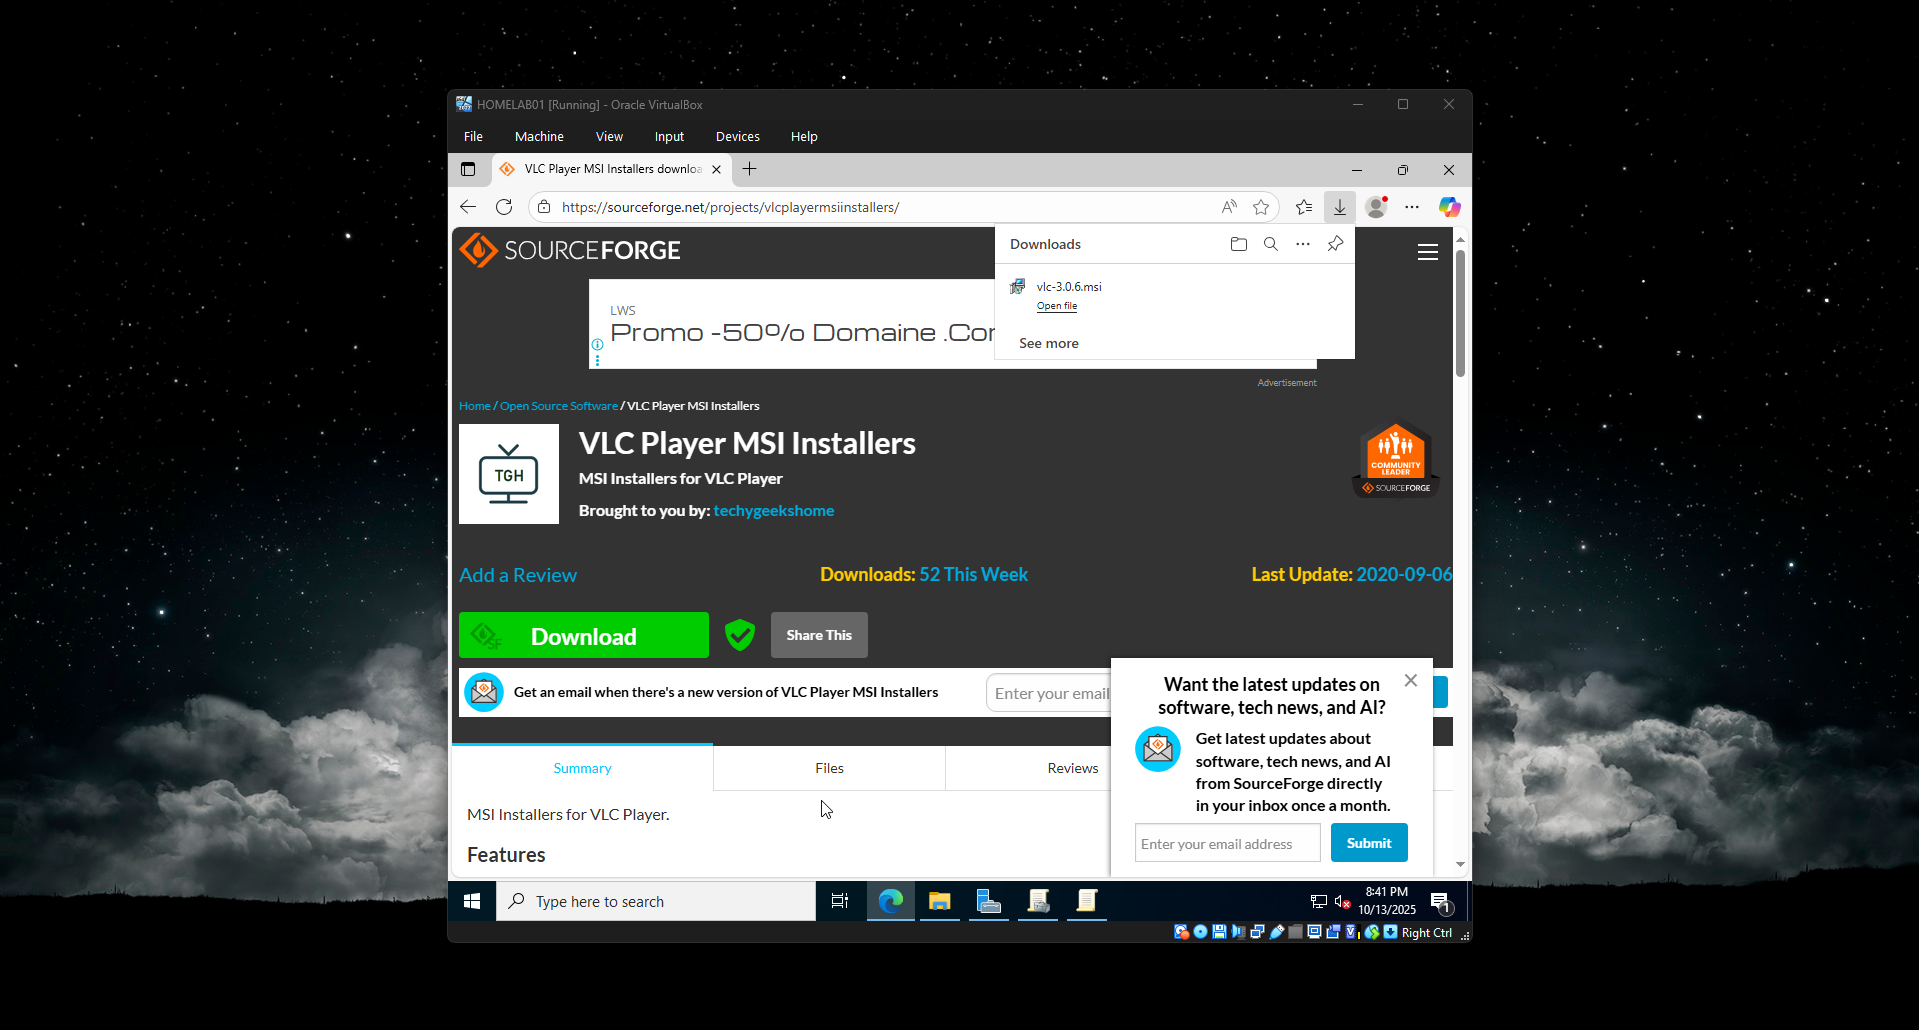 HOMELAB01 [Running] - Oracle VirtualBox
File Machine View Input Devices Help
VLC Player MSI Installers downloa
https://sourceforge.net/projects/vlcplayermsiinstallers/
SOURCEFORGE
Downloads
vlc-3.0.6.msi
Open file
See more
LWS
Promo -50% Domaine .Com
Advertisement
Home / Open Source Software / VLC Player MSI Installers
TGH
VLC Player MSI Installers
MSI Installers for VLC Player
Brought to you by: techygeekshome
COMMUNITY
LEADER
SOURCEFORGE
Add a Review
Downloads: 52 This Week
Last Update: 2020-09-06
SF
Download
Share This
Get an email when there's a new version of VLC Player MSI Installers
Enter your email
Want the latest updates on
software, tech news, and AI?
Get latest updates about
software, tech news, and AI
from SourceForge directly
in your inbox once a month.
Enter your email address
Submit
Summary
Files
Reviews
MSI Installers for VLC Player.
Features
Type here to search
8:41 PM
10/13/2025
1
Right Ctrl